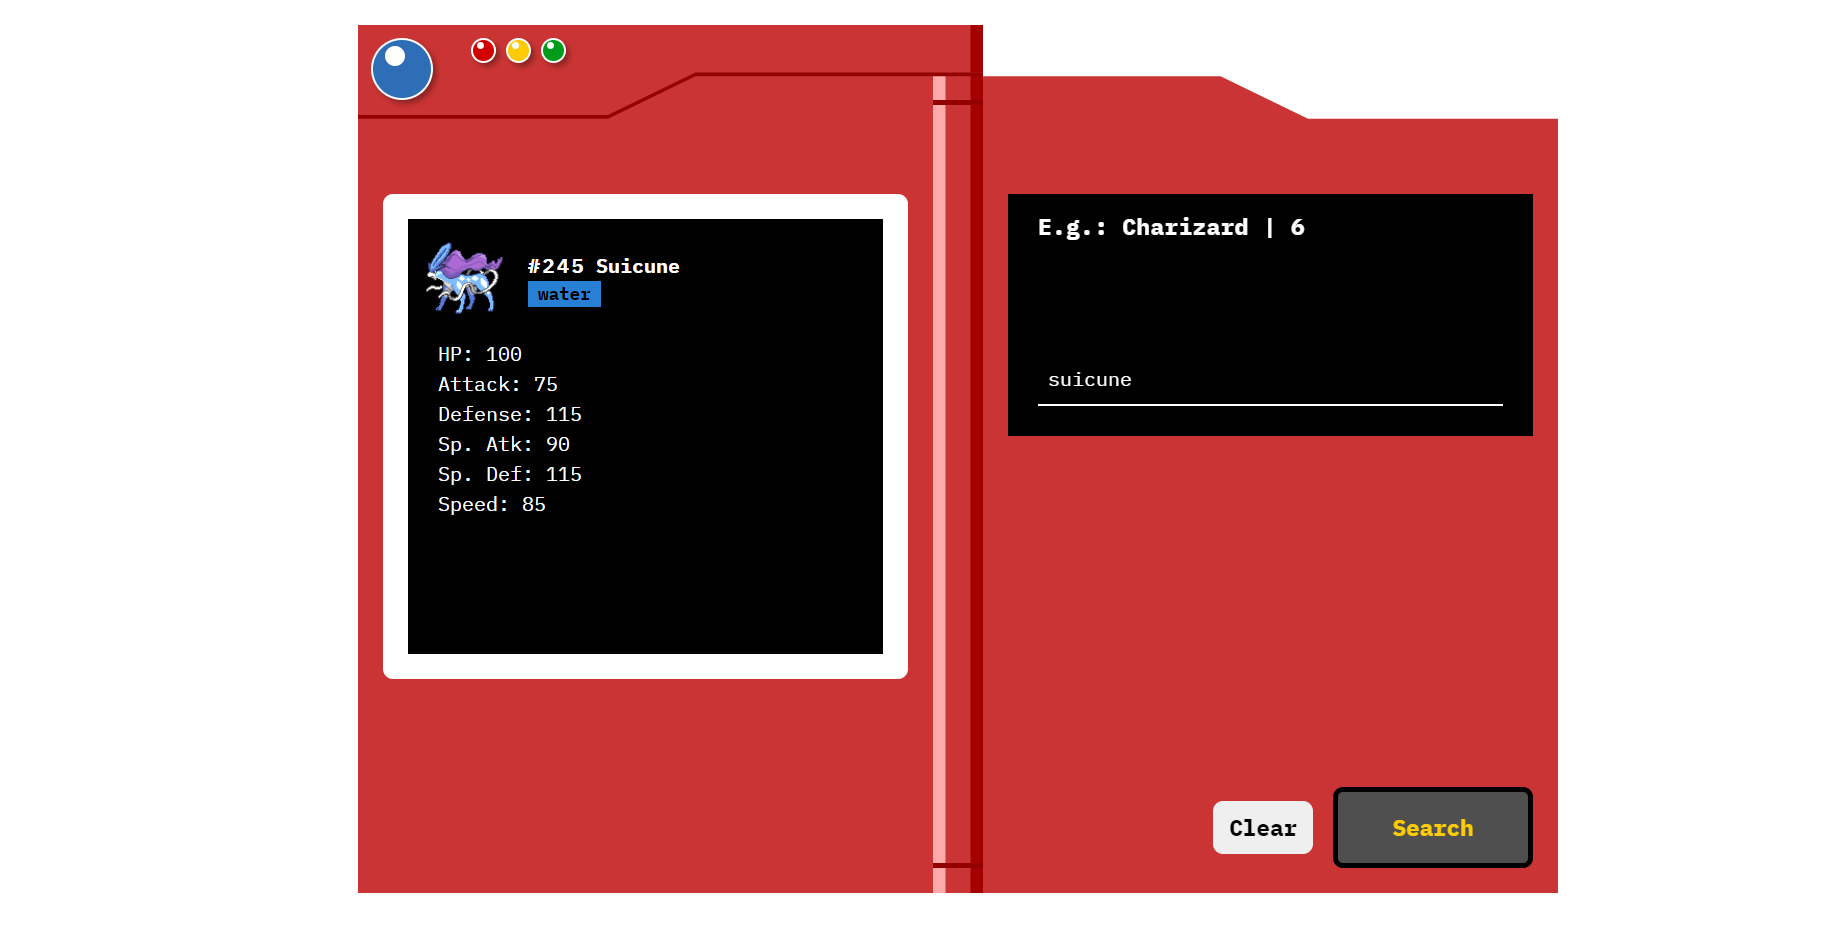 #245 Suicune
water
HP: 100
Attack: 75
Defense: 115
Sp. Atk: 90
Sp. Def: 115
Speed: 85
E.g.: Charizard | 6
suicune
Clear
Search